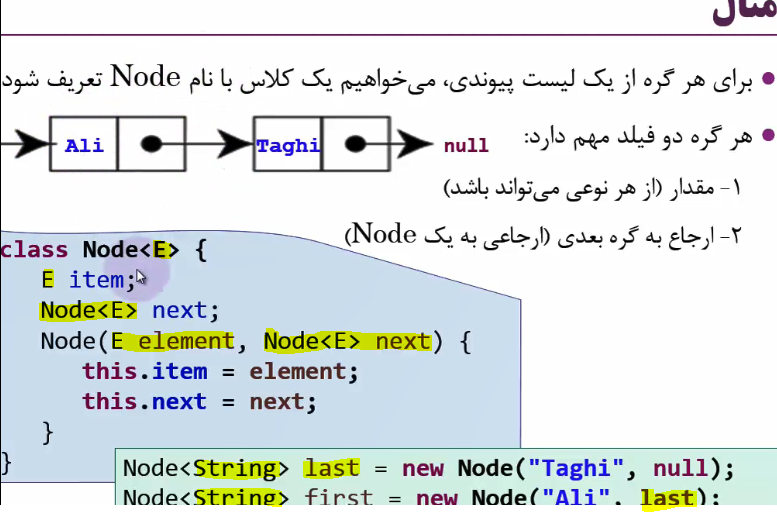 مثال
برای هر گره از یک لیست پیوندی، می‌خواهیم یک کلاس با نام Node تعریف شود
هر گره دو فیلد مهم دارد:
Ali Taghi null
۱- مقدار (از هر نوعی می‌تواند باشد)
۲- ارجاع به گره بعدی (ارجاعی به یک Node)
class Node<E> {
E item;
Node<E> next;
Node(E element, Node<E> next) {
this.item = element;
this.next = next;
}
}
Node<String> last = new Node("Taghi", null);
Node<String> first = new Node("Ali", last);